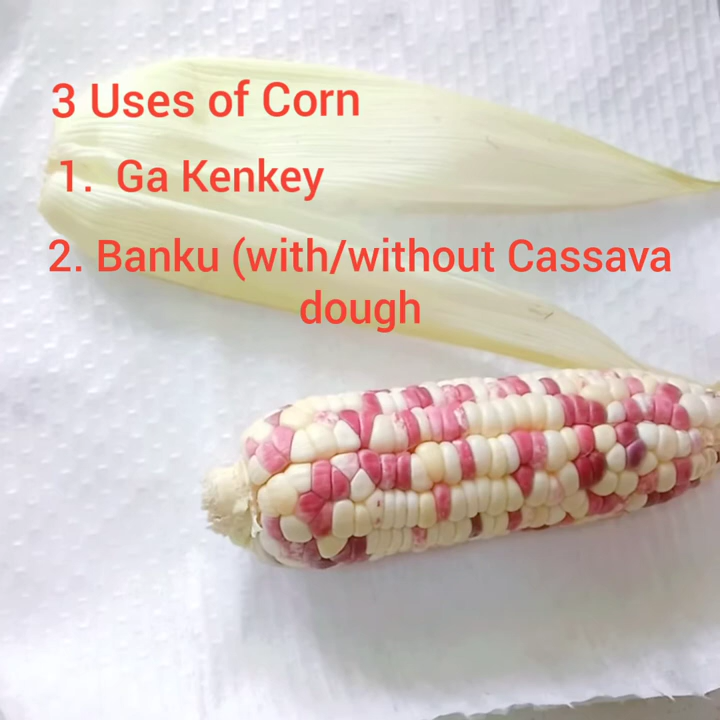 3 Uses of Corn
1. Ga Kenkey
2. Banku (with/without Cassava
dough